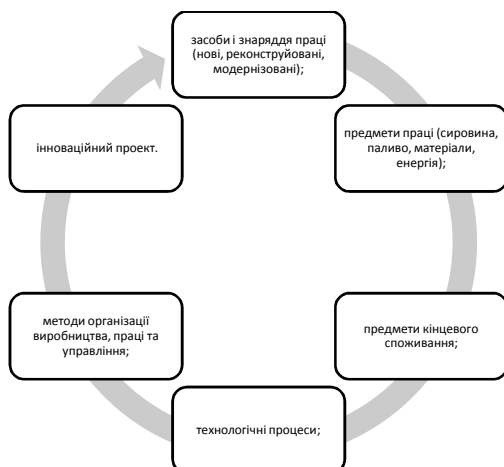 засоби і знаряддя праці
(нові, реконструйовані,
модернізовані);
предмети праці (сировина,
паливо, матеріали,
енергія);
предмети кінцевого
споживання;
технологічні процеси;
методи організації
виробництва, праці та
управління;
інноваційний проект.